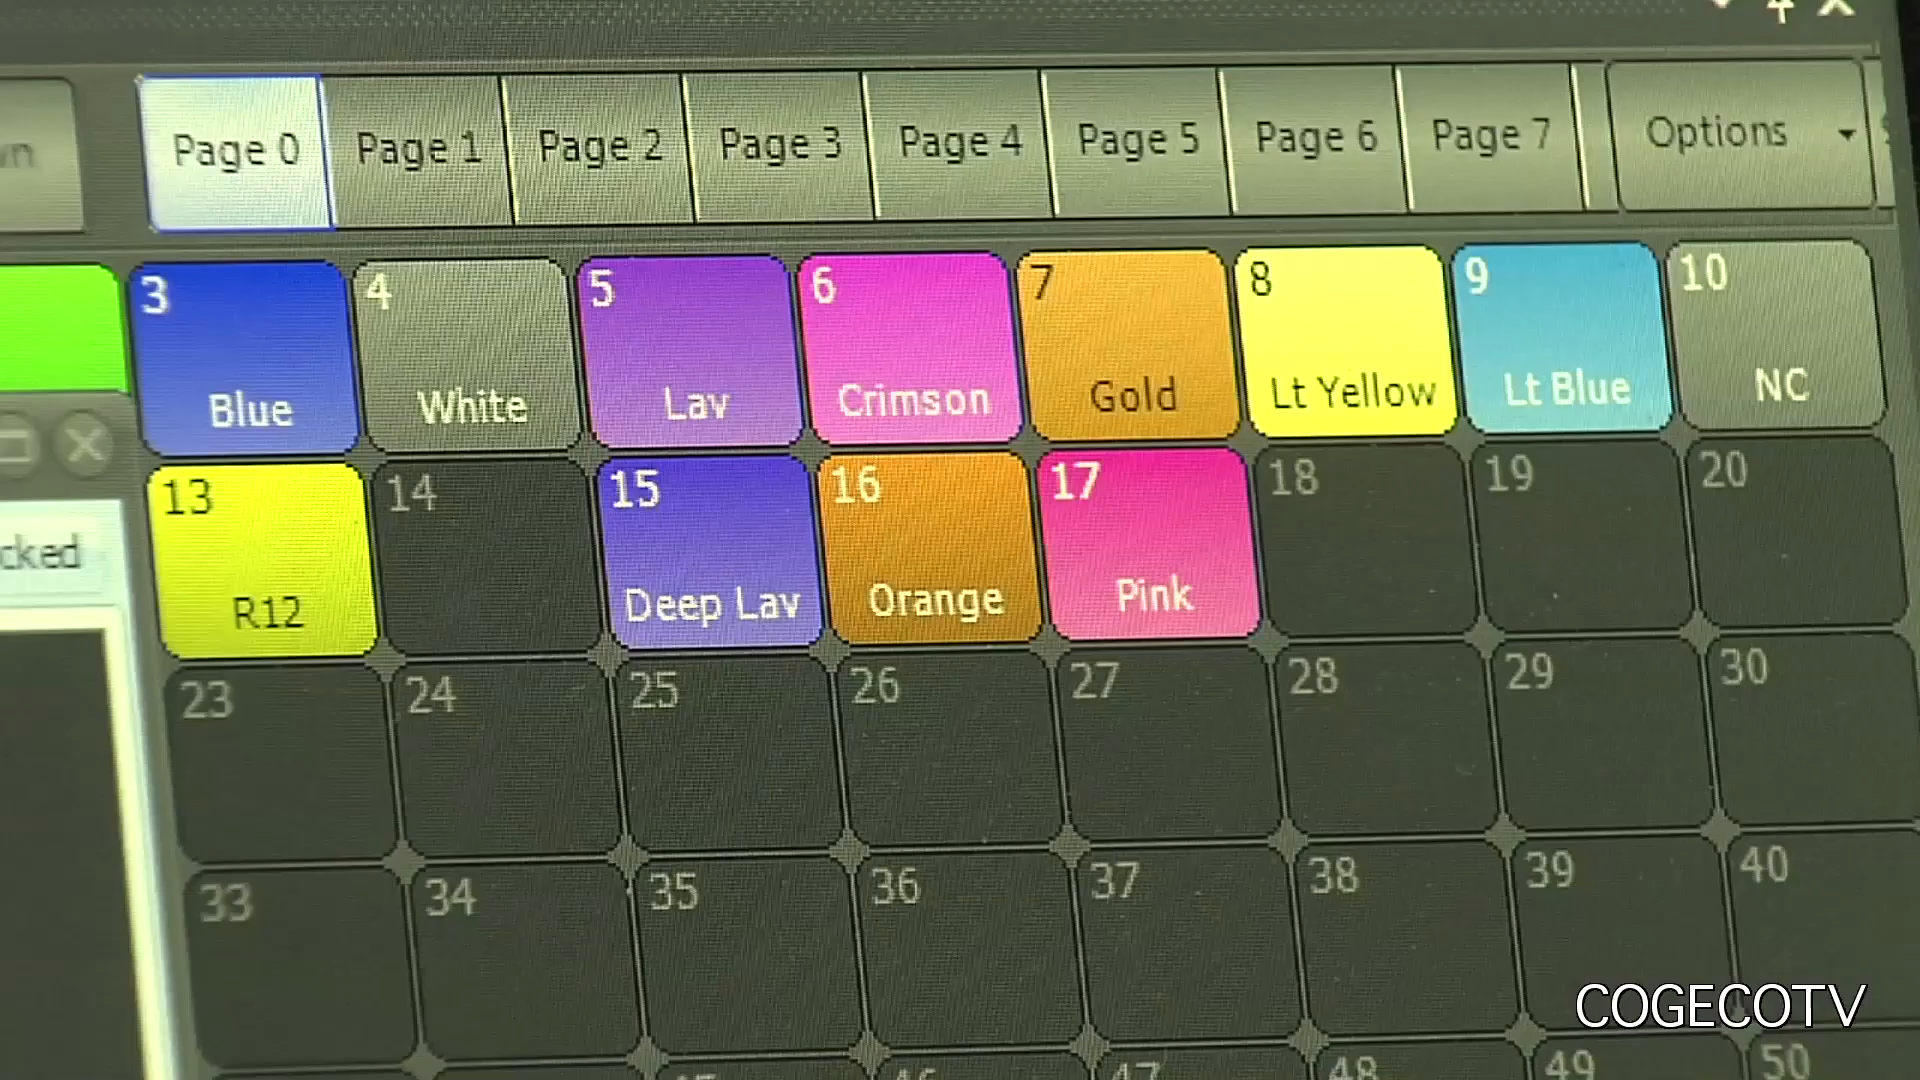 Page 0 Page 1 Page 2 Page 3 Page 4 Page 5 Page 6 Page 7 Options
3 4 5 6 7 8 9 10
Blue White Lav Crimson Gold Lt Yellow Lt Blue NC
13 14 15 16 17 18 19 20
R12 Deep Lav Orange Pink
23 24 25 26 27 28 29 30
33 34 35 36 37 38 39 40
47 48 49 50
COGECOTV